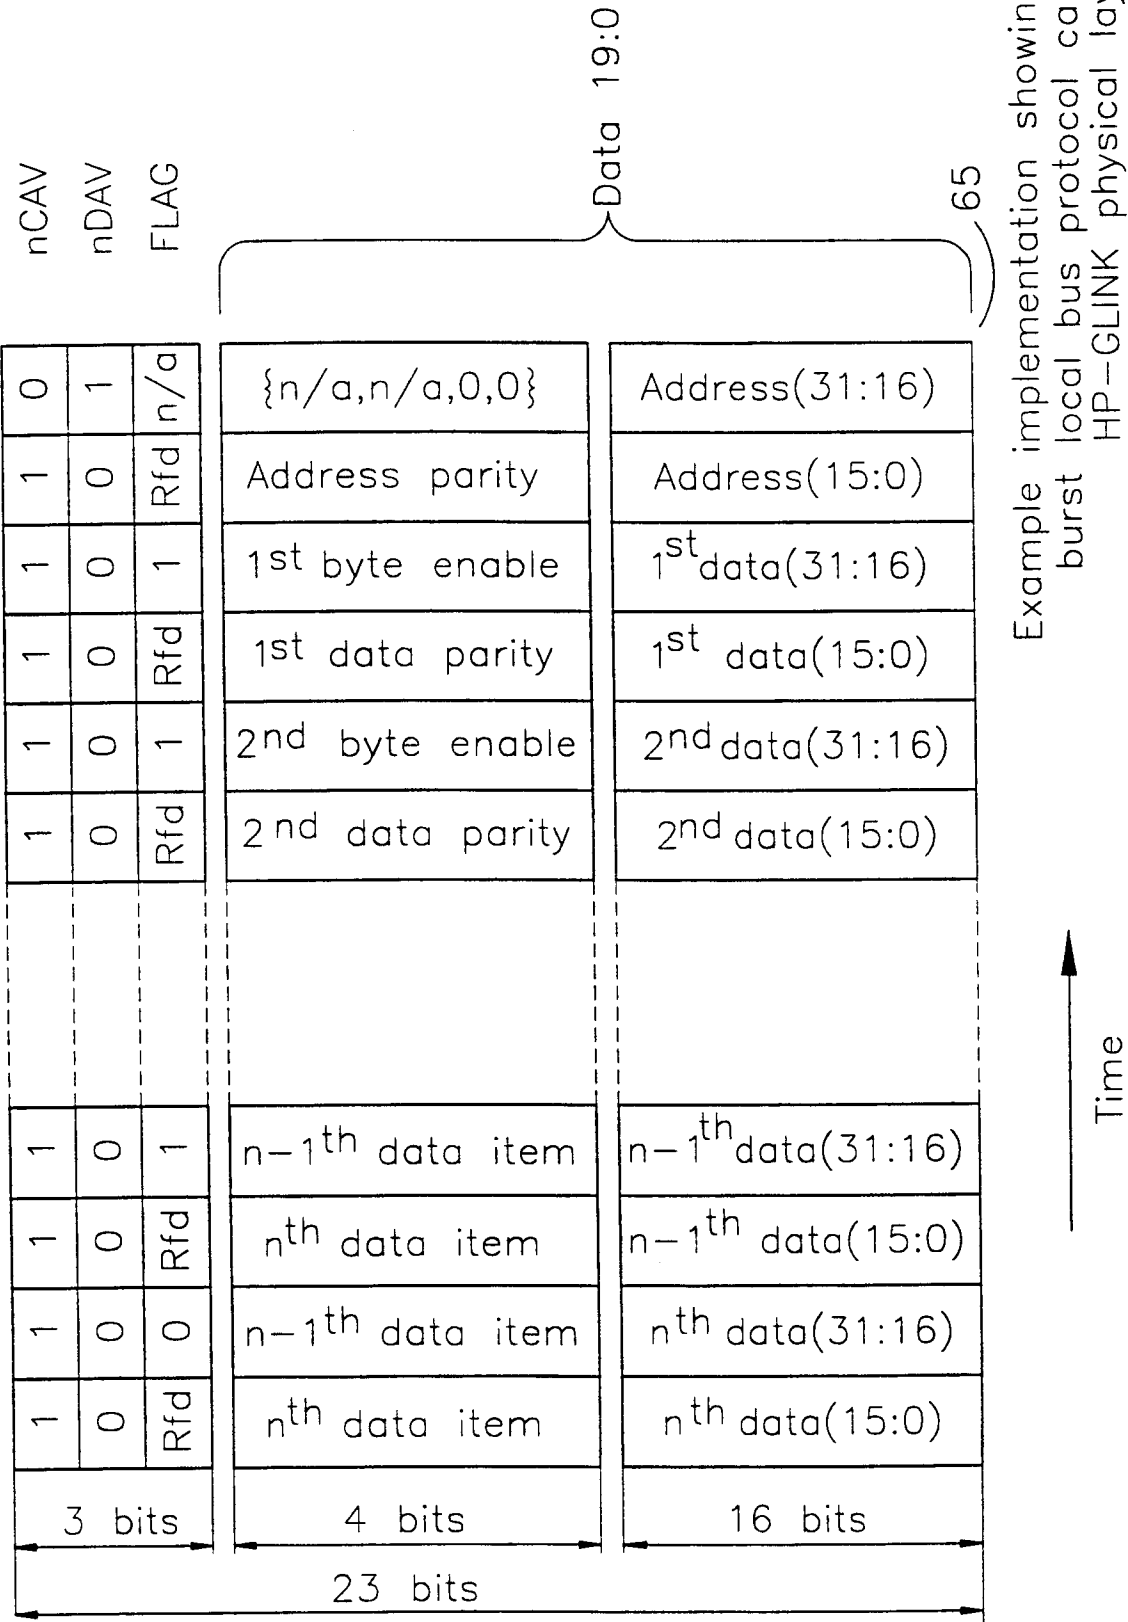 nCAV
nDAV
FLAG
0 1 n/a {n/a,n/a,0,0} Address(31:16)
1 0 Rfd Address parity Address(15:0)
1 0 1 1st byte enable 1st data(31:16)
1 0 Rfd 1st data parity 1st data(15:0)
1 0 1 2nd byte enable 2nd data(31:16)
1 0 Rfd 2nd data parity 2nd data(15:0)
1 0 1 n-1th data item n-1th data(31:16)
1 0 Rfd nth data item n-1th data(15:0)
1 0 0 n-1th data item nth data(31:16)
1 0 Rfd nth data item nth data(15:0)
3 bits
4 bits
16 bits
23 bits
Data 19:0
65
Time
Example implementation showin
burst local bus protocol ca
HP-GLINK physical lay